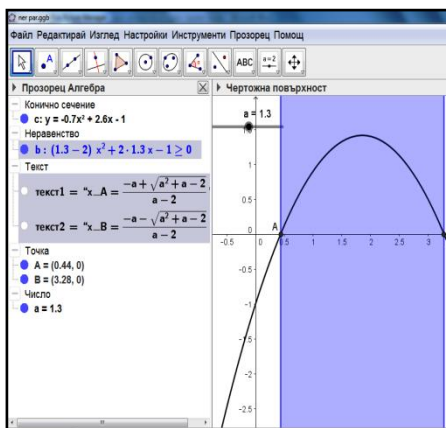 ner par.ggb
Файл Редактирай Изглед Настройки Инструменти Прозорец Помощ
A
ABC
a=2
Прозорец Алгебра
Конично сечение
c: y = -0.7x² + 2.6x - 1
Неравенство
b : (1.3 − 2) x² + 2 · 1.3 x − 1 ≥ 0
Текст
текст1 = “x_A = (−a + √(a² + a − 2))/(a − 2)
текст2 = “x_B = (−a − √(a² + a − 2))/(a − 2)
Точка
A = (0.44, 0)
B = (3.28, 0)
Число
a = 1.3
Чертожна повърхност
a = 1.3
1
0.5
A
-0.5 0 0.5 1 1.5 2 2.5 3
-0.5
-1
-1.5
-2
-2.5